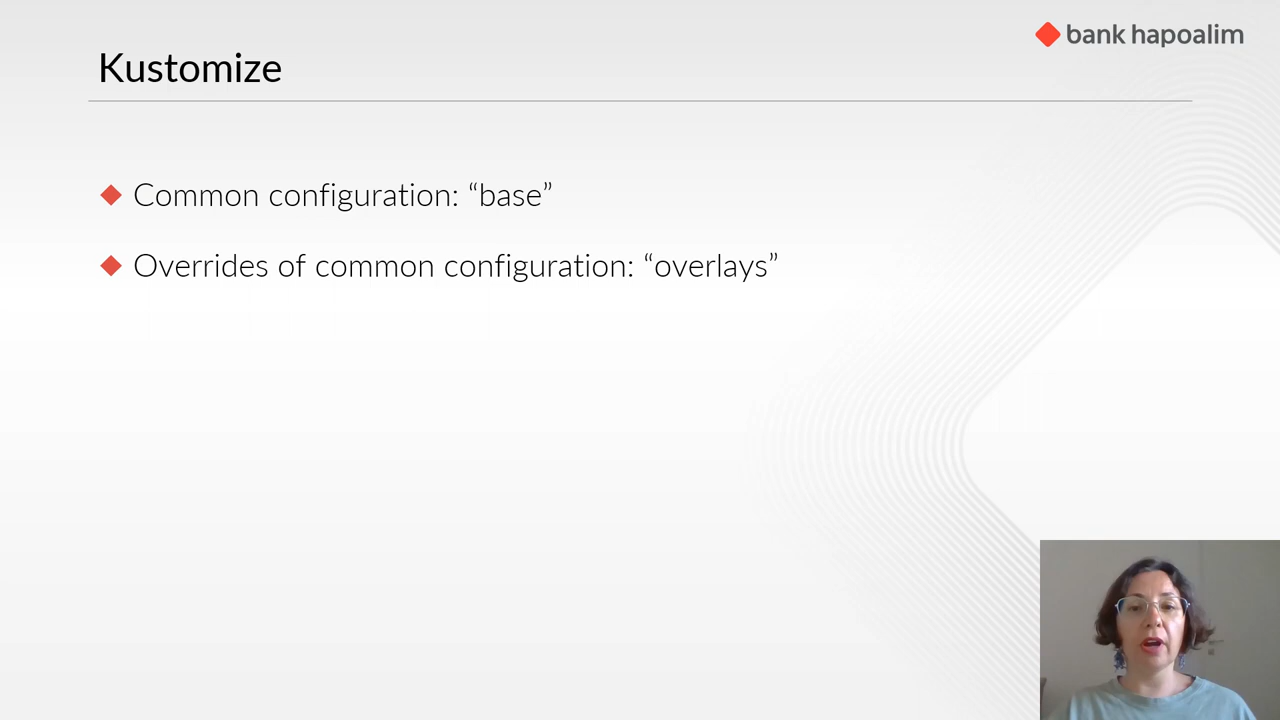 bank hapoalim
Kustomize
Common configuration: “base”
Overrides of common configuration: “overlays”